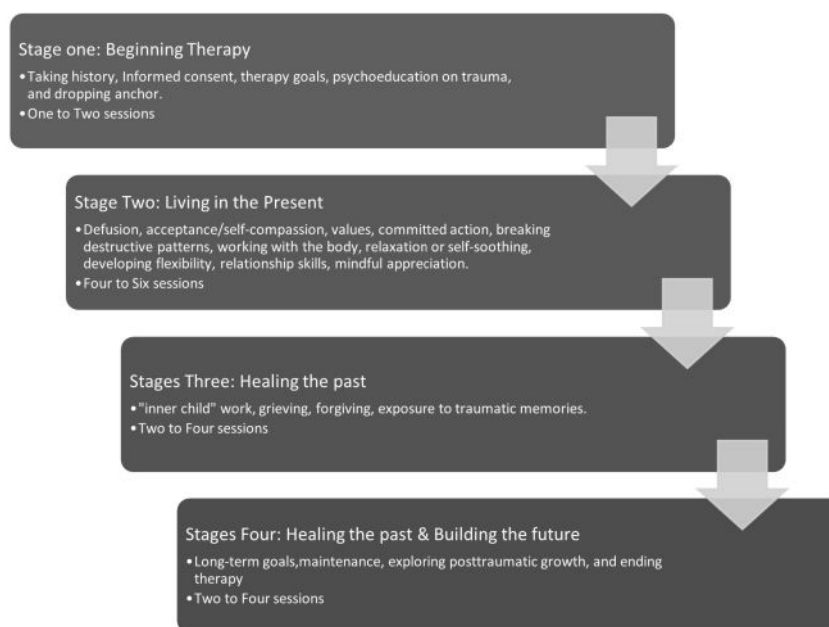 Stage one: Beginning Therapy
•Taking history, Informed consent, therapy goals, psychoeducation on trauma,
and dropping anchor.
•One to Two sessions
Stage Two: Living in the Present
•Defusion, acceptance/self-compassion, values, committed action, breaking
destructive patterns, working with the body, relaxation or self-soothing,
developing flexibility, relationship skills, mindful appreciation.
•Four to Six sessions
Stages Three: Healing the past
•"inner child" work, grieving, forgiving, exposure to traumatic memories.
•Two to Four sessions
Stages Four: Healing the past & Building the future
•Long-term goals,maintenance, exploring posttraumatic growth, and ending
therapy
•Two to Four sessions